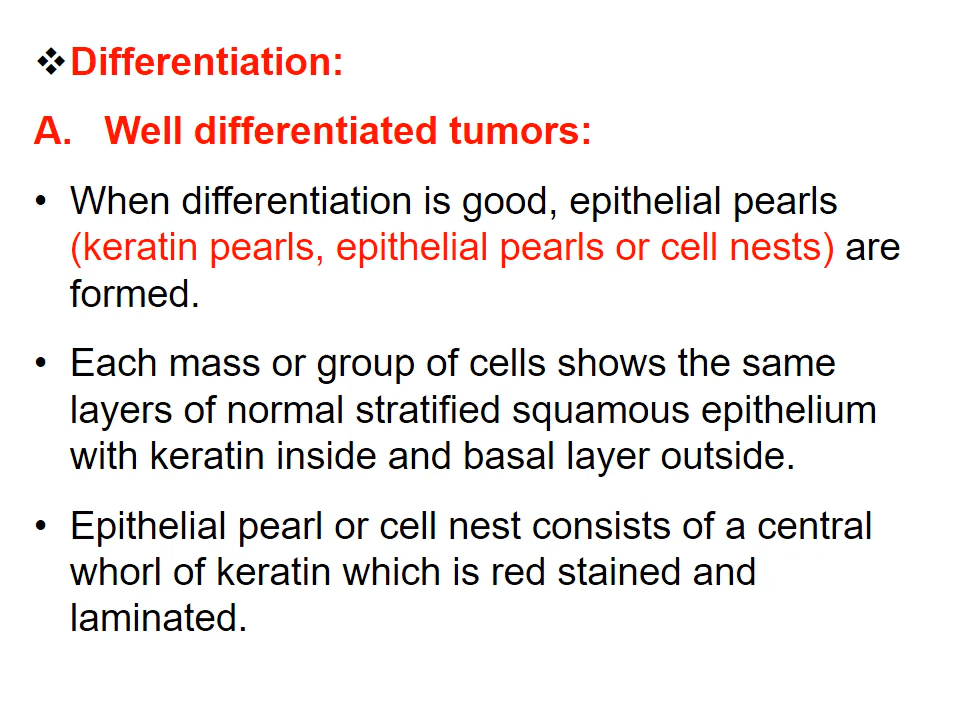 ❖Differentiation:
A. Well differentiated tumors:
• When differentiation is good, epithelial pearls
(keratin pearls, epithelial pearls or cell nests) are
formed.
• Each mass or group of cells shows the same
layers of normal stratified squamous epithelium
with keratin inside and basal layer outside.
• Epithelial pearl or cell nest consists of a central
whorl of keratin which is red stained and
laminated.